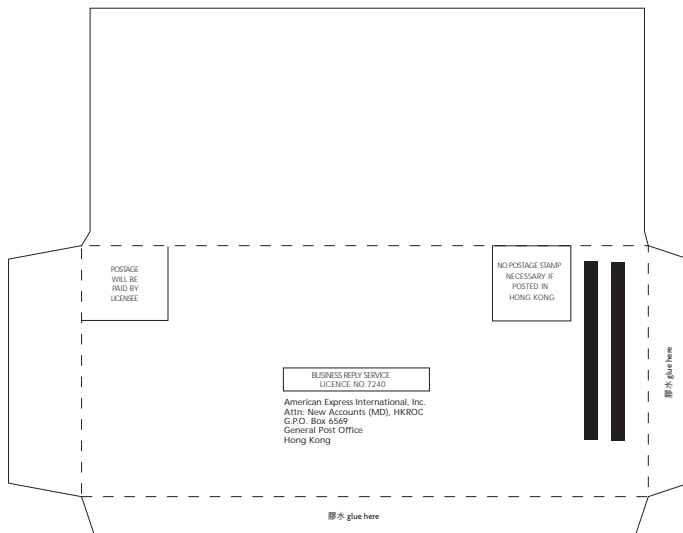 POSTAGE
WILL BE
PAID BY
LICENSEE
NO POSTAGE STAMP
NECESSARY IF
POSTED IN
HONG KONG
BUSINESS REPLY SERVICE
LICENCE NO.7240
American Express International, Inc.
Attn: New Accounts (MD), HKROC
G.P.O. Box 6569
General Post Office
Hong Kong
膠水 glue here
膠水 glue here